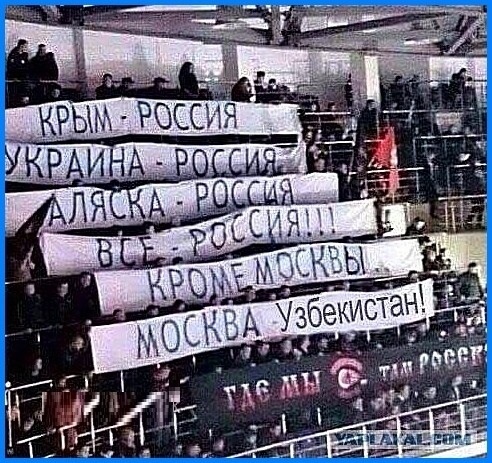 КРЫМ - РОССИЯ
УКРАИНА - РОССИЯ
АЛЯСКА - РОССИЯ
ВСЕ - РОССИЯ!!!
КРОМЕ МОСКВЫ...
МОСКВА - Узбекистан!
ГДЕ МЫ ТАМ РОССИЯ
YAPLAKAL.COM